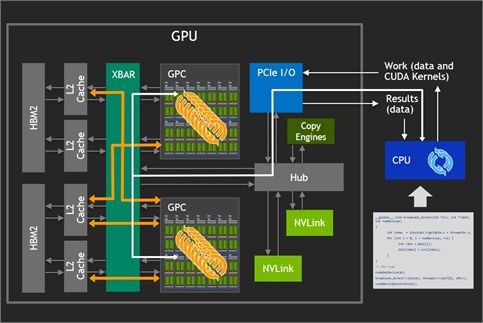 GPU
XBAR
GPC
PCIe I/O
Work (data and
CUDA Kernels)
Results
(data)
HBM2
L2
Cache
L2
Cache
Copy
Engines
CPU
Hub
HBM2
L2
Cache
L2
Cache
GPC
NVLink
NVLink